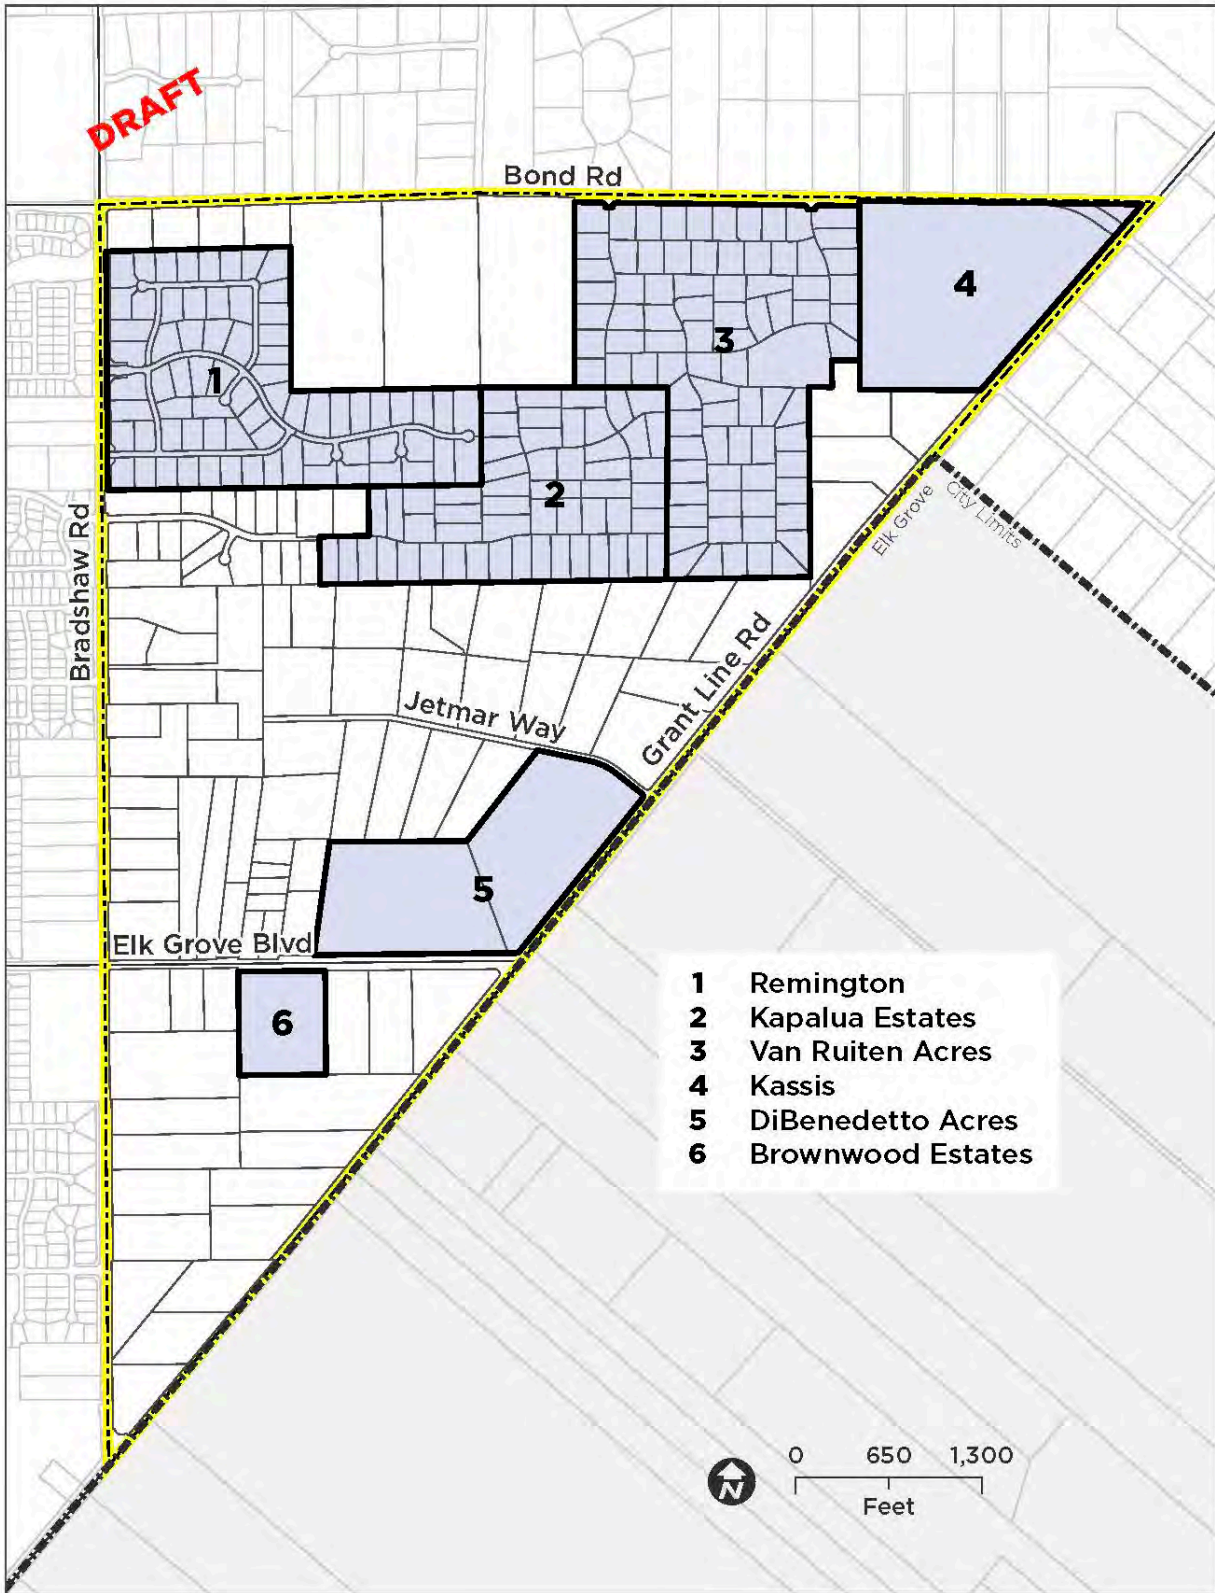 DRAFT
Bond Rd
4
3
1
2
City Limits
Elk Grove
Bradshaw Rd
Grant Line Rd
Jetmar Way
5
Elk Grove Blvd
6
1 Remington
2 Kapalua Estates
3 Van Ruiten Acres
4 Kassis
5 DiBenedetto Acres
6 Brownwood Estates
0 650 1,300
N
Feet